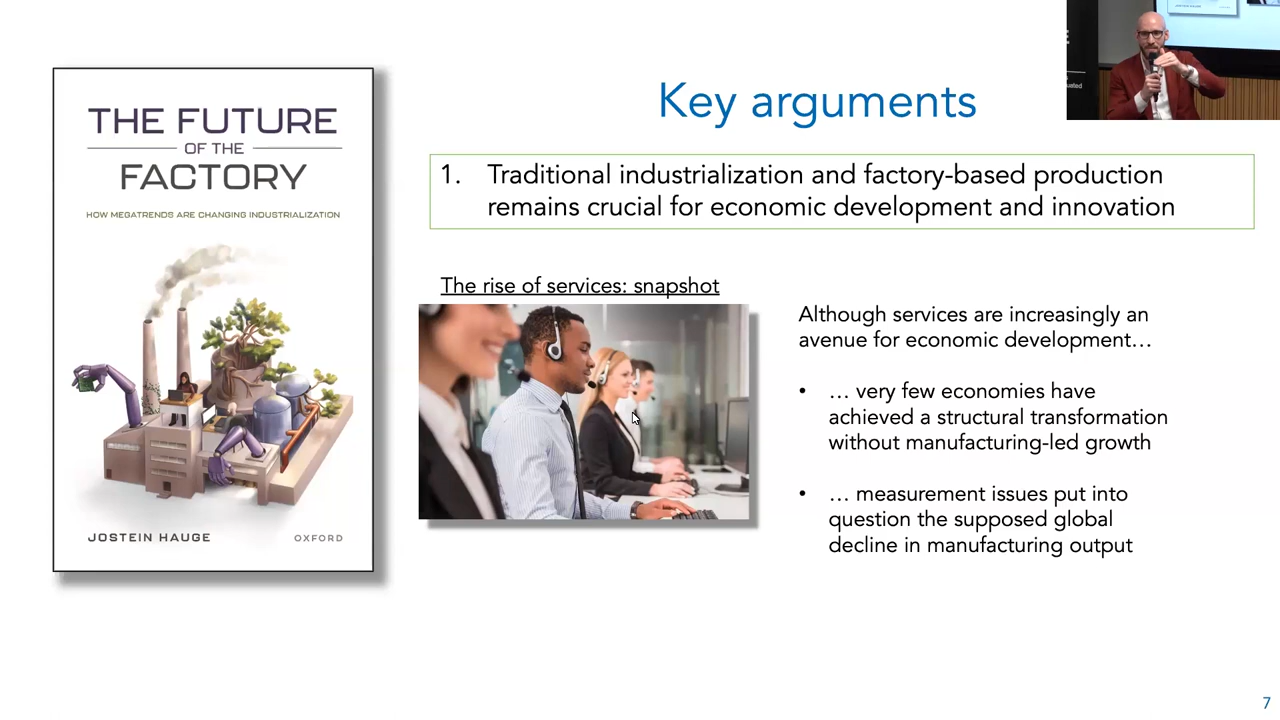 THE FUTURE
OF THE
FACTORY
HOW MEGATRENDS ARE CHANGING INDUSTRIALIZATION
JOSTEIN HAUGE
OXFORD
Key arguments
1. Traditional industrialization and factory-based production
remains crucial for economic development and innovation
The rise of services: snapshot
Although services are increasingly an
avenue for economic development…
• … very few economies have
achieved a structural transformation
without manufacturing-led growth
• … measurement issues put into
question the supposed global
decline in manufacturing output
7